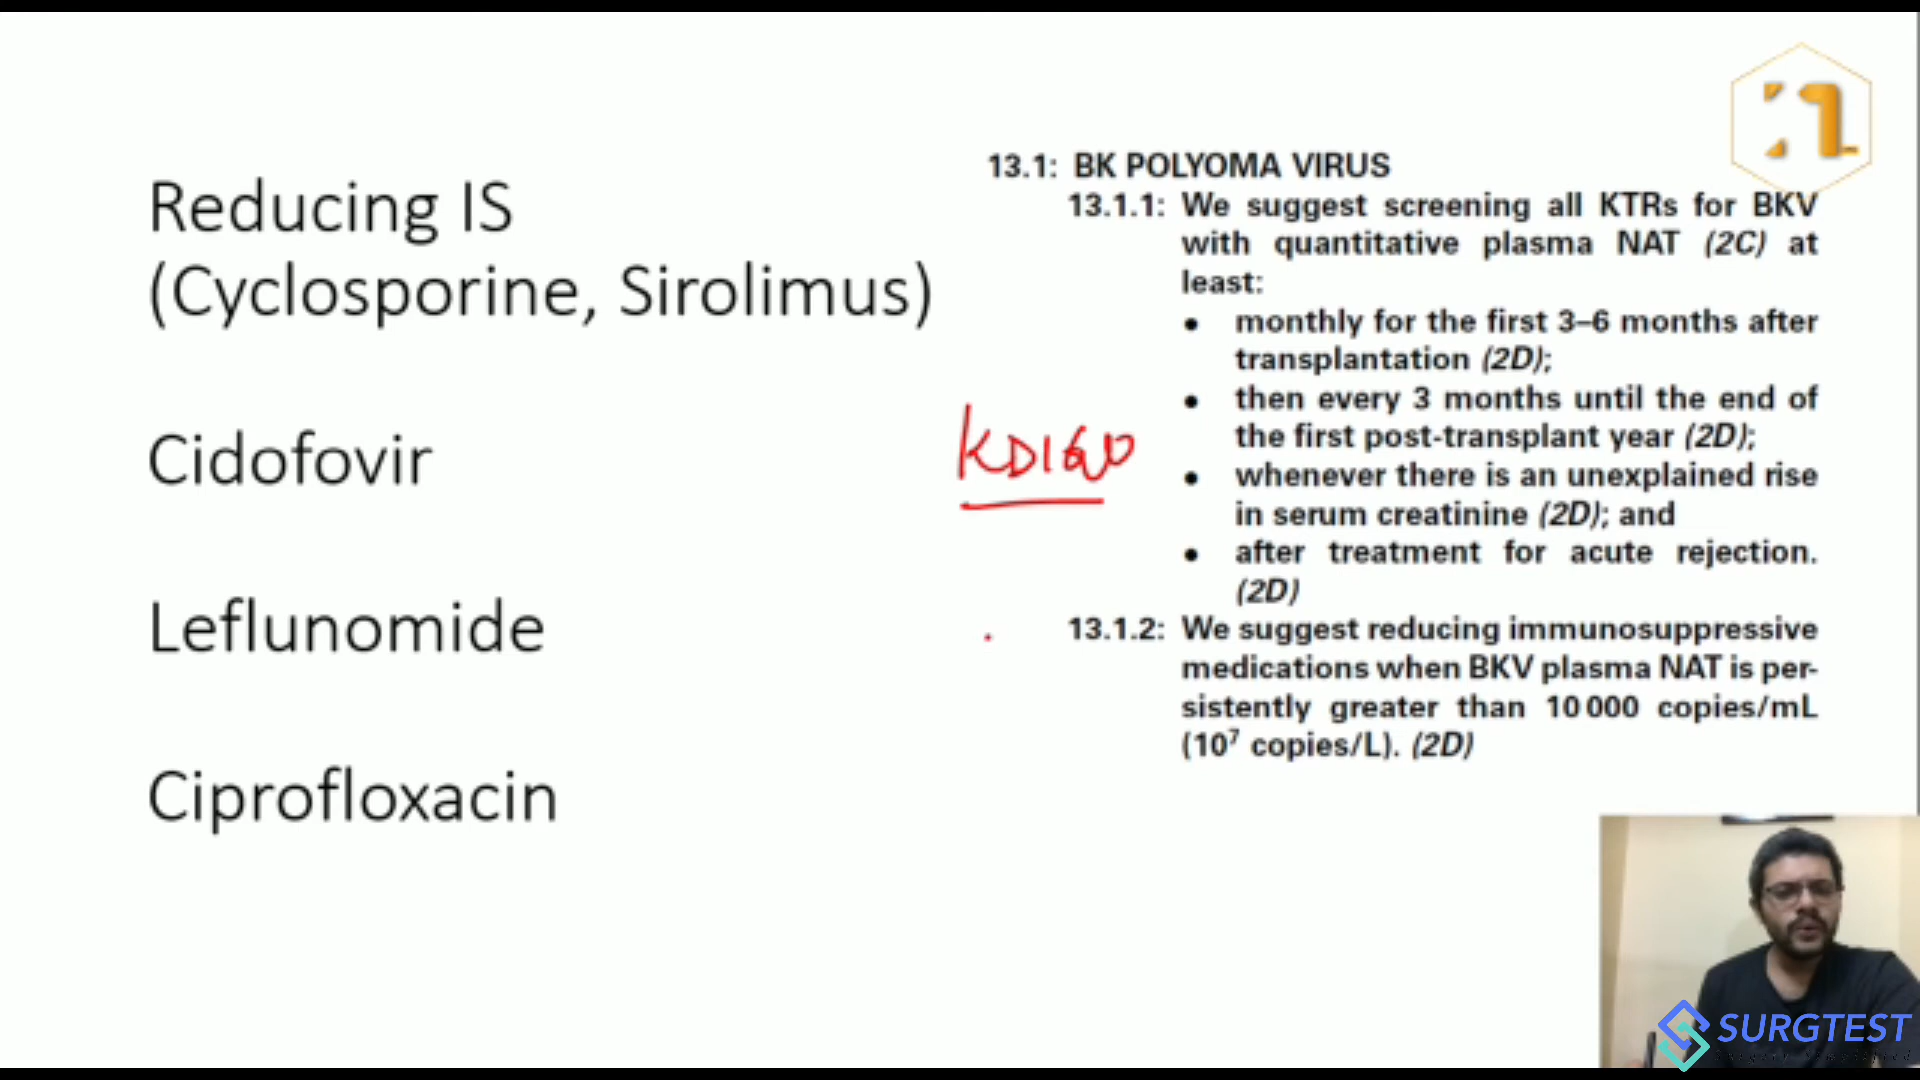 Reducing IS
(Cyclosporine, Sirolimus)
Cidofovir
Leflunomide
Ciprofloxacin
13.1: BK POLYOMA VIRUS
13.1.1: We suggest screening all KTRs for BKV
with quantitative plasma NAT (2C) at
least:
• monthly for the first 3–6 months after
transplantation (2D);
• then every 3 months until the end of
the first post-transplant year (2D);
• whenever there is an unexplained rise
in serum creatinine (2D); and
• after treatment for acute rejection.
(2D)
13.1.2: We suggest reducing immunosuppressive
medications when BKV plasma NAT is per-
sistently greater than 10 000 copies/mL
(10⁷ copies/L). (2D)
KDIGO
SURGTEST